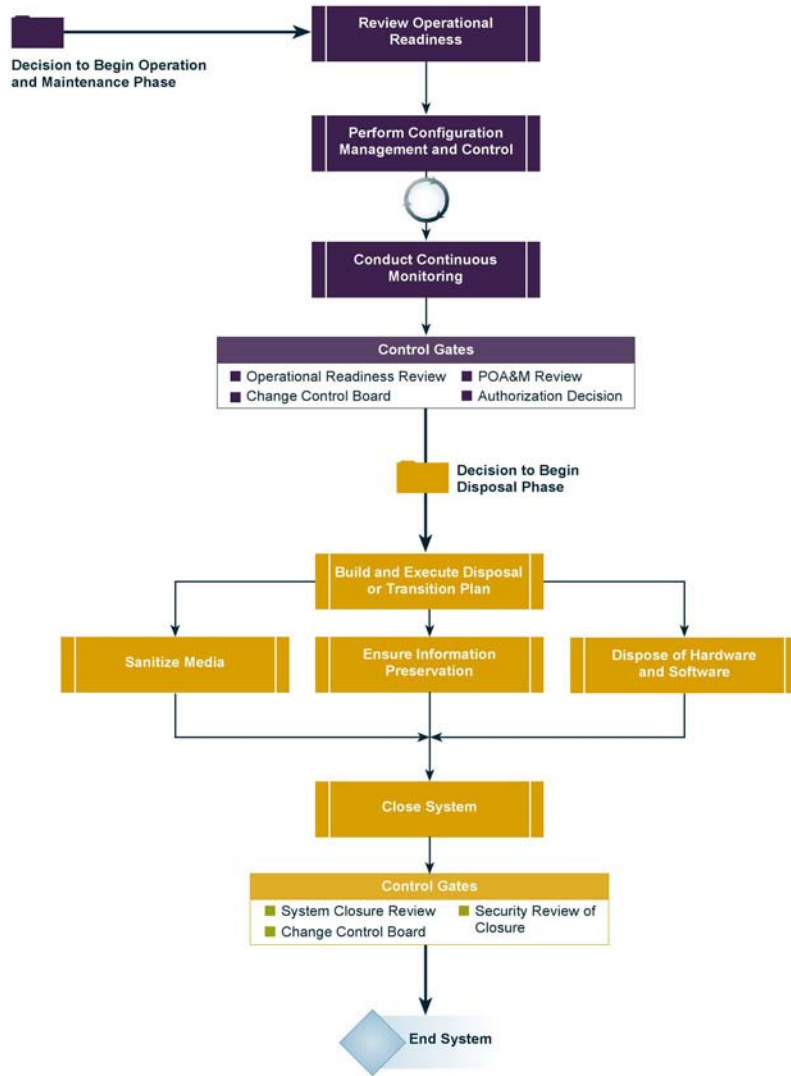 Review Operational
Readiness
Decision to Begin Operation
and Maintenance Phase
Perform Configuration
Management and Control
Conduct Continuous
Monitoring
Control Gates
Operational Readiness Review
POA&M Review
Change Control Board
Authorization Decision
Decision to Begin
Disposal Phase
Build and Execute Disposal
or Transition Plan
Sanitize Media
Ensure Information
Preservation
Dispose of Hardware
and Software
Close System
Control Gates
System Closure Review
Change Control Board
Security Review of
Closure
End System